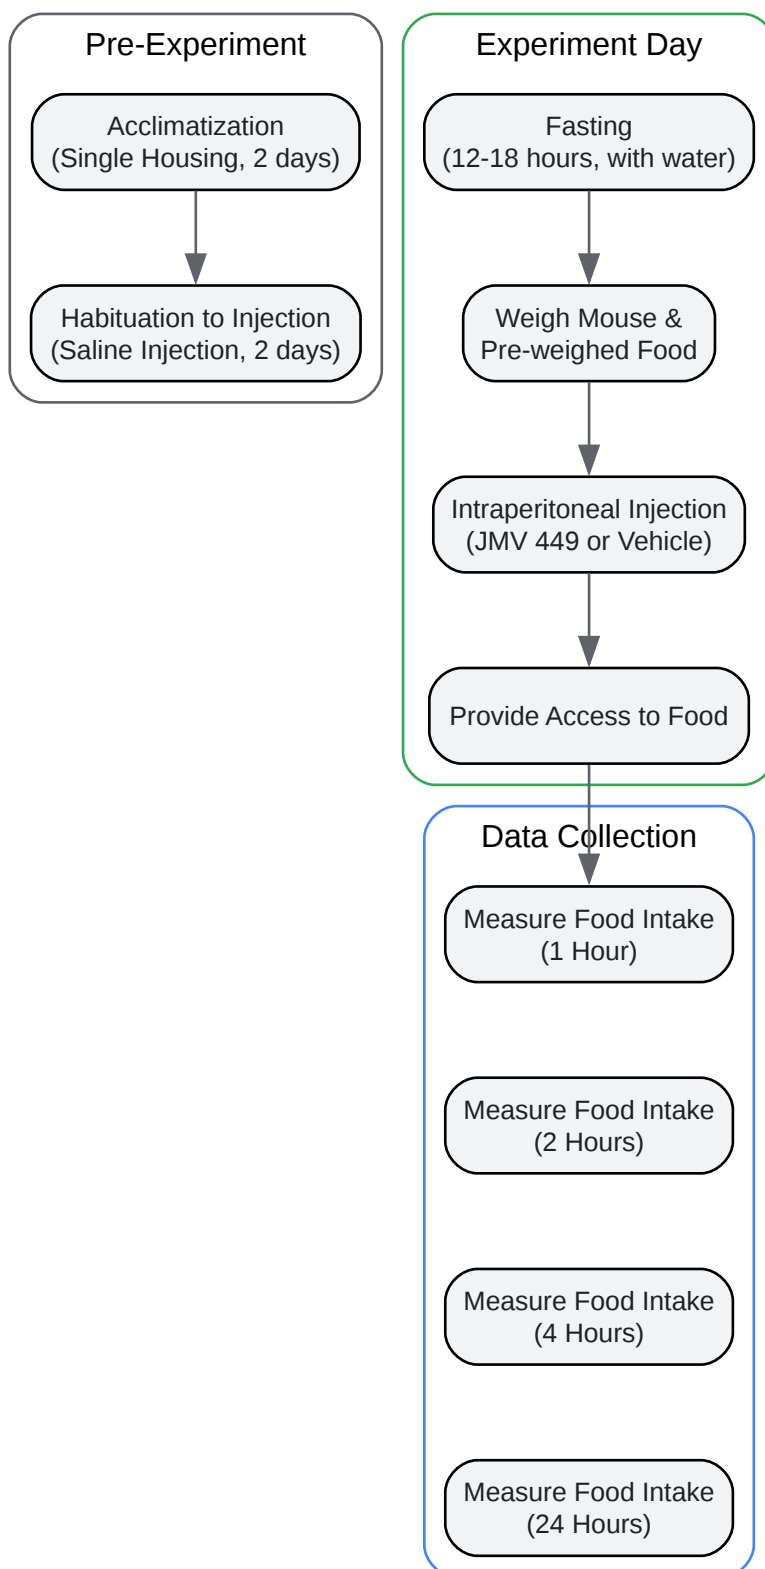 Pre-Experiment
Acclimatization
(Single Housing, 2 days)
Habituation to Injection
(Saline Injection, 2 days)
Experiment Day
Fasting
(12-18 hours, with water)
Weigh Mouse &
Pre-weighed Food
Intraperitoneal Injection
(JMV 449 or Vehicle)
Provide Access to Food
Data Collection
Measure Food Intake
(1 Hour)
Measure Food Intake
(2 Hours)
Measure Food Intake
(4 Hours)
Measure Food Intake
(24 Hours)